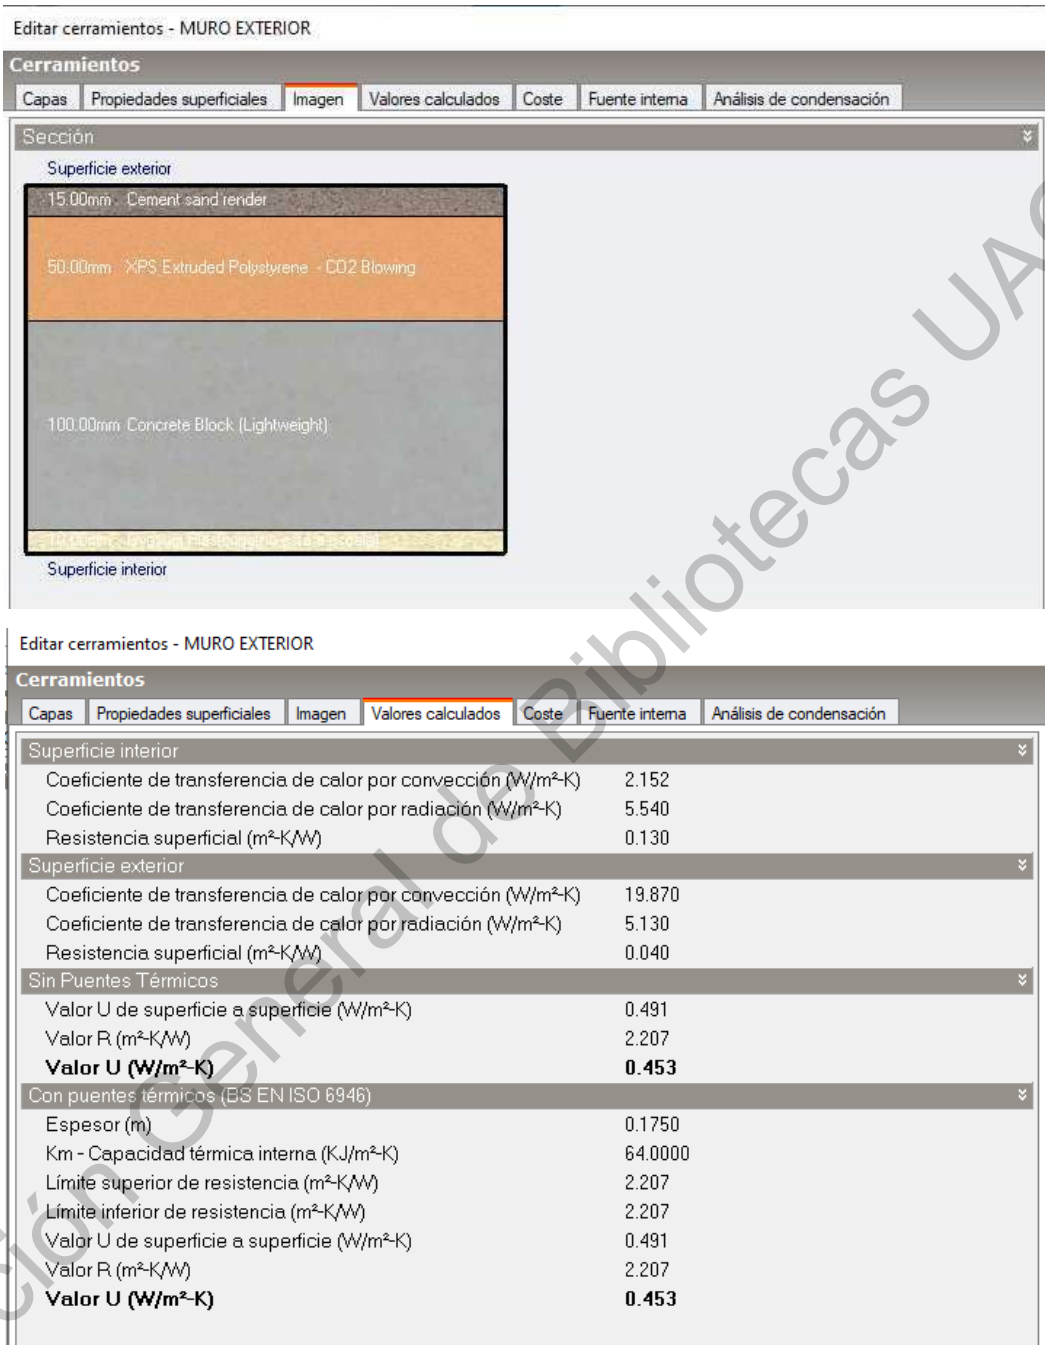 Editar cerramientos - MURO EXTERIOR
Cerramientos
Capas Propiedades superficiales Imagen Valores calculados Coste Fuente interna Análisis de condensación
Sección
Superficie exterior
15.00mm Cement sand render
50.00mm XPS Extruded Polystyrene - CO2 Blowing
100.00mm Concrete Block (Lightweight)
Superficie interior
Editar cerramientos - MURO EXTERIOR
Cerramientos
Capas Propiedades superficiales Imagen Valores calculados Coste Fuente interna Análisis de condensación
Superficie interior
Coeficiente de transferencia de calor por convección (W/m²-K) 2.152
Coeficiente de transferencia de calor por radiación (W/m²-K) 5.540
Resistencia superficial (m²-K/W) 0.130
Superficie exterior
Coeficiente de transferencia de calor por convección (W/m²-K) 19.870
Coeficiente de transferencia de calor por radiación (W/m²-K) 5.130
Resistencia superficial (m²-K/W) 0.040
Sin Puentes Térmicos
Valor U de superficie a superficie (W/m²-K) 0.491
Valor R (m²-K/W) 2.207
Valor U (W/m²-K) 0.453
Con puentes térmicos (BS EN ISO 6946)
Espesor (m) 0.1750
Km - Capacidad térmica interna (KJ/m²-K) 64.0000
Límite superior de resistencia (m²-K/W) 2.207
Límite inferior de resistencia (m²-K/W) 2.207
Valor U de superficie a superficie (W/m²-K) 0.491
Valor R (m²-K/W) 2.207
Valor U (W/m²-K) 0.453
ción General de Bibliotecas UA